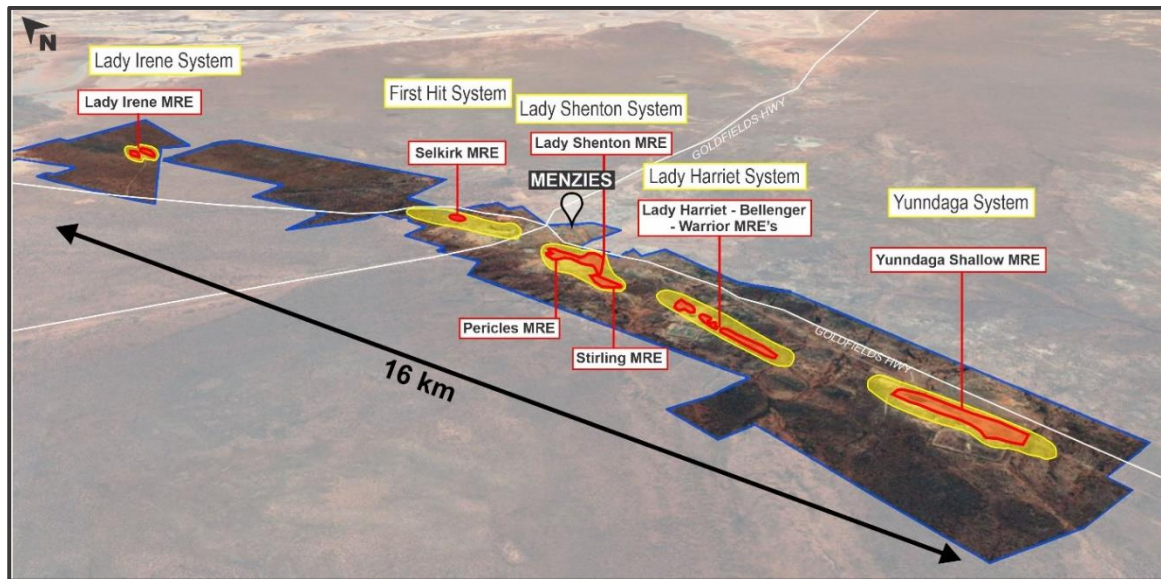 N
Lady Irene System
Lady Irene MRE
First Hit System
Selkirk MRE
Lady Shenton System
Lady Shenton MRE
MENZIES
GOLDFIELDS HWY
Lady Harriet System
Lady Harriet - Bellenger
- Warrior MRE's
Yunndaga System
Yunndaga Shallow MRE
Pericles MRE
Stirling MRE
GOLDFIELDS HWY
16 km